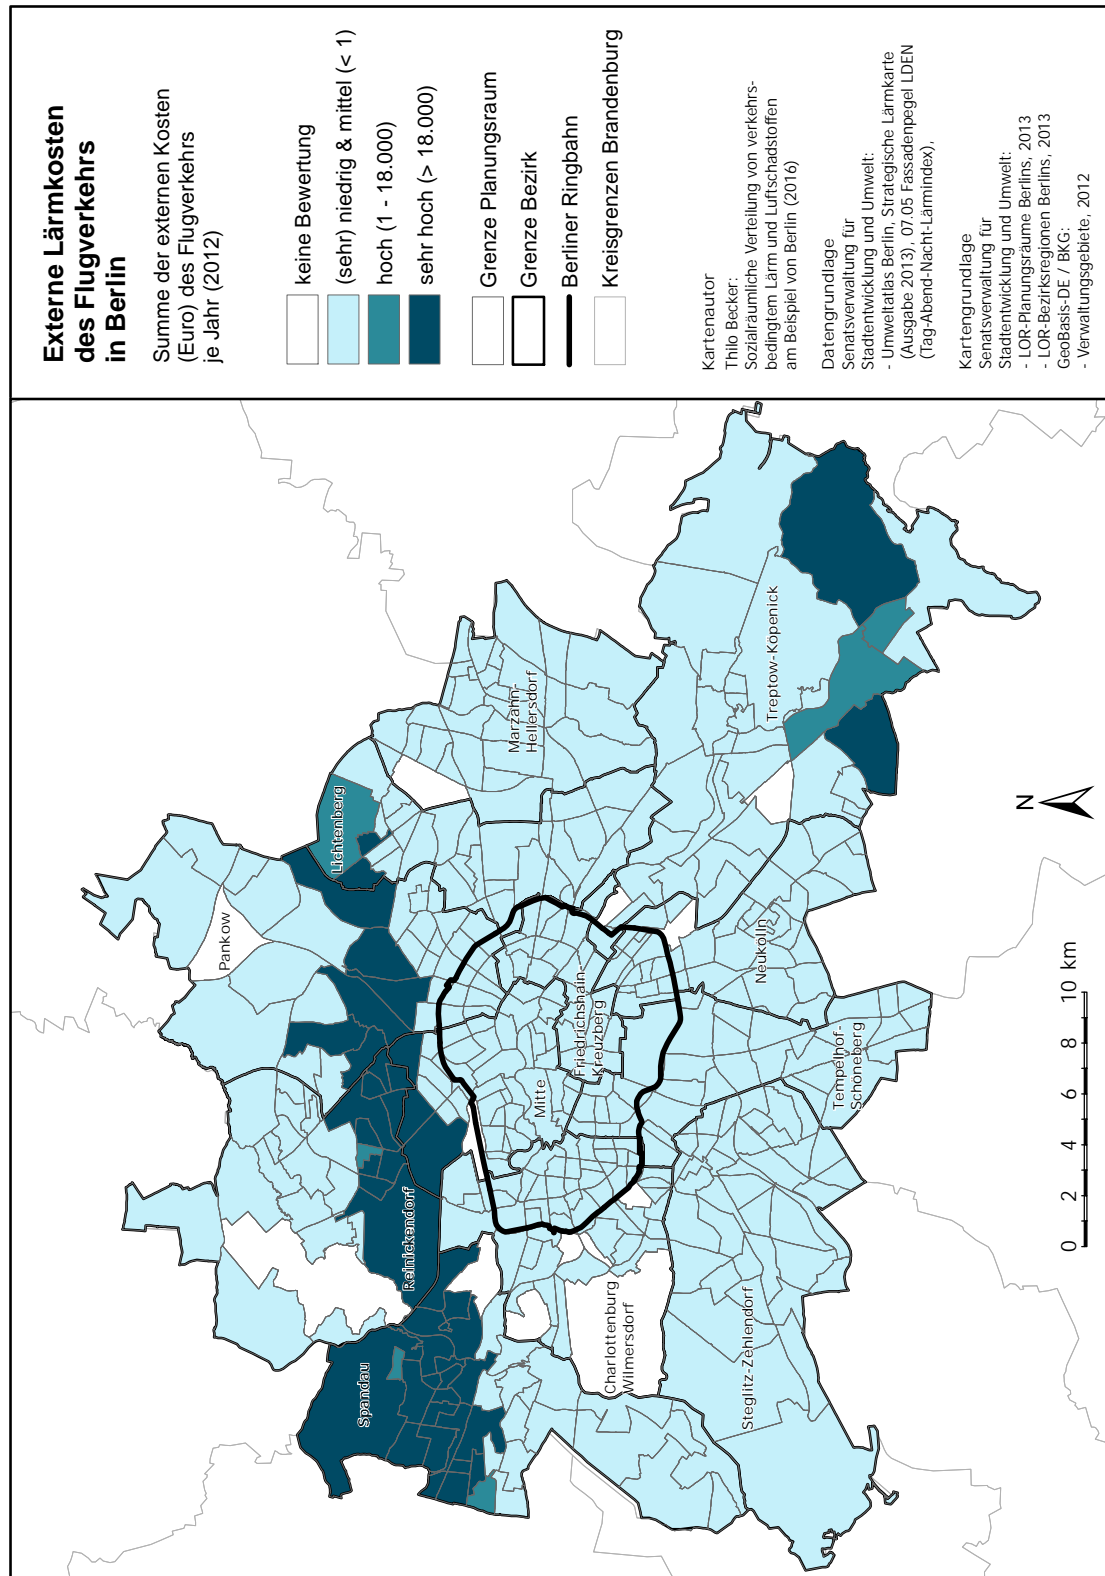 Externe Lärmkosten
des Flugverkehrs
in Berlin
Summe der externen Kosten
(Euro) des Flugverkehrs
je Jahr (2012)
keine Bewertung
(sehr) niedrig & mittel (< 1)
hoch (1 - 18.000)
sehr hoch (> 18.000)
Grenze Planungsraum
Grenze Bezirk
Berliner Ringbahn
Kreisgrenzen Brandenburg
Kartenautor
Thilo Becker:
Sozialräumliche Verteilung von verkehrs-
bedingtem Lärm und Luftschadstoffen
am Beispiel von Berlin (2016)
Datengrundlage
Senatsverwaltung für
Stadtentwicklung und Umwelt:
- Umweltatlas Berlin, Strategische Lärmkarte
(Ausgabe 2013), 07.05 Fassadenpegel LDEN
(Tag-Abend-Nacht-Lärmindex),
Kartengrundlage
Senatsverwaltung für
Stadtentwicklung und Umwelt:
- LOR-Planungsräume Berlins, 2013
- LOR-Bezirksregionen Berlins, 2013
GeoBasis-DE / BKG:
- Verwaltungsgebiete, 2012
Pankow
Lichtenberg
Reinickendorf
Spandau
Marzahn-
Hellersdorf
Mitte
Friedrichshain-
Kreuzberg
Charlottenburg
Wilmersdorf
Treptow-Köpenick
Neukölln
Steglitz-Zehlendorf
Tempelhof-
Schöneberg
N
0 2 4 6 8 10 km